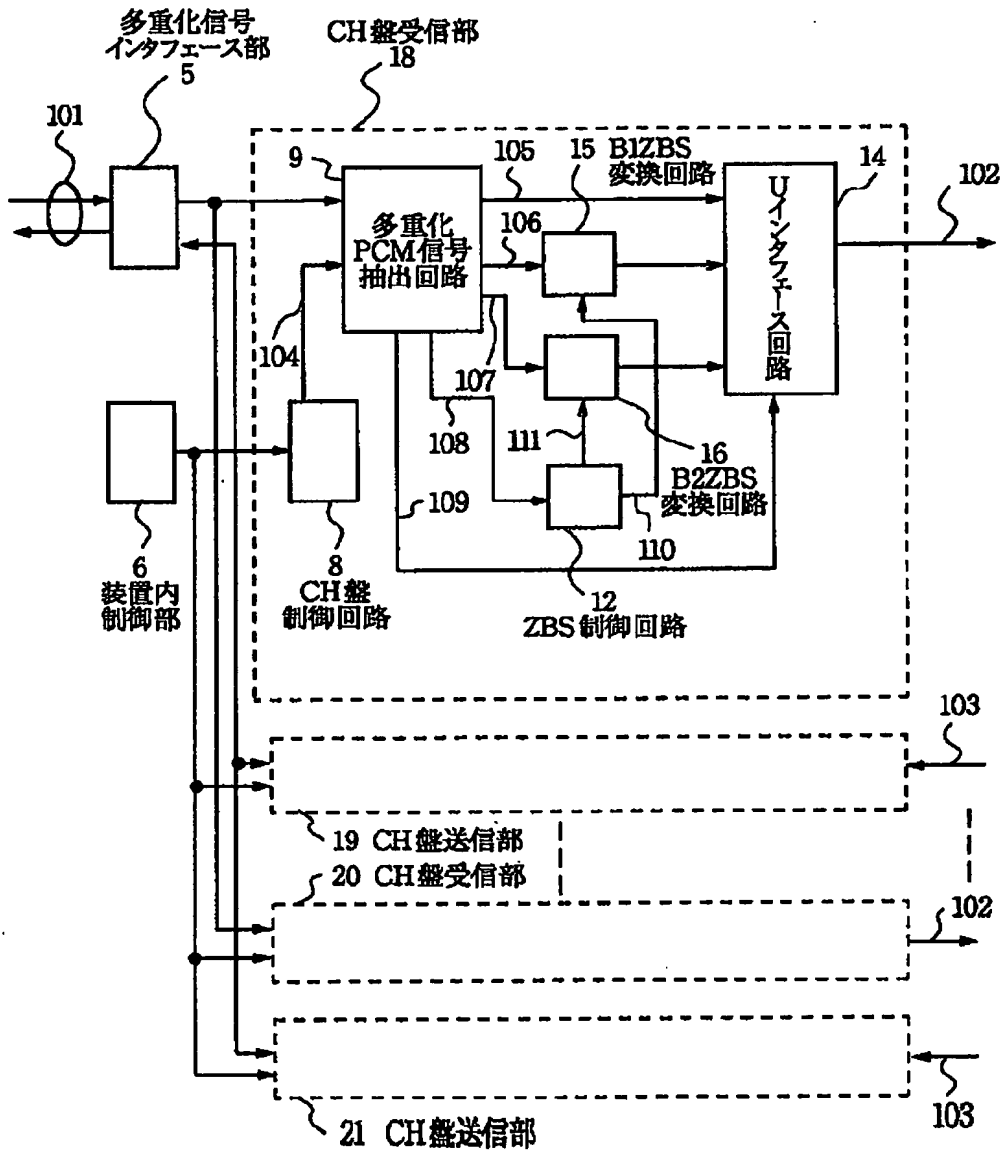 多重化信号
インタフェース部
5
CH盤受信部
18
101
9
105
15
B1ZBS
変換回路
14
102
多重化
PCM信号
抽出回路
106
Uインタフェース回路
104
107
108
111
16
B2ZBS
変換回路
109
110
6
装置内
制御部
8
CH盤
制御回路
12
ZBS制御回路
103
19 CH盤送信部
20 CH盤受信部
102
103
21 CH盤送信部